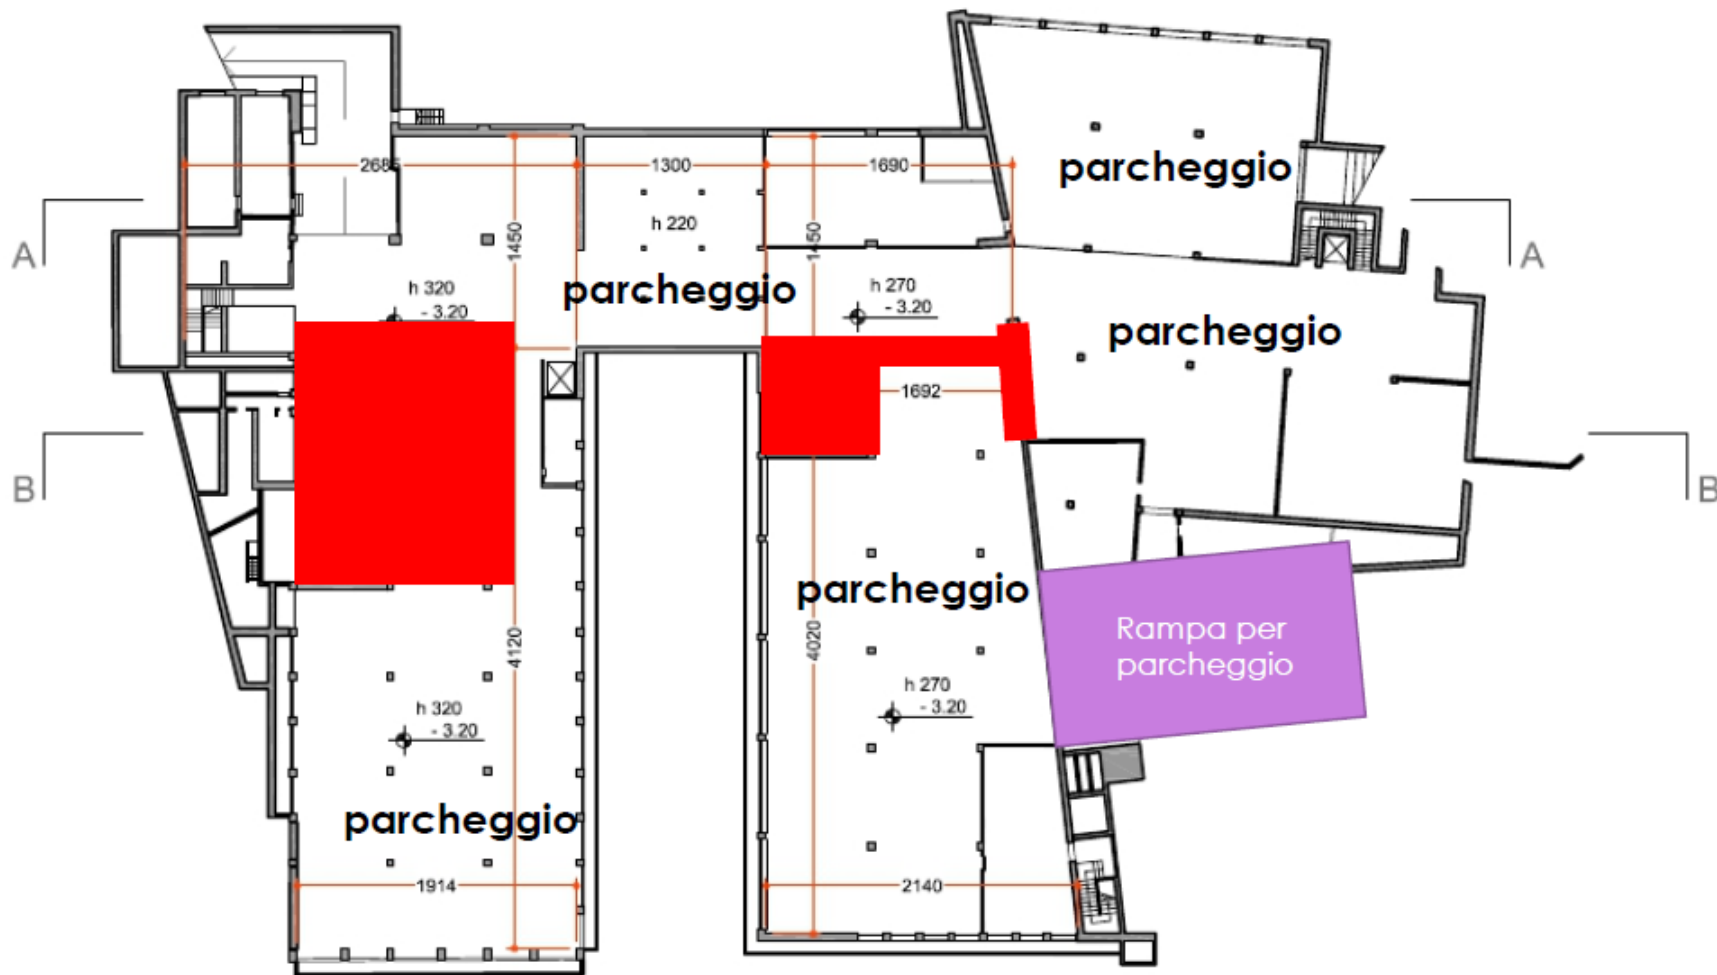 parcheggio
2685
1300
1690
A
h 220
1450
1450
A
h 320
- 3.20
parcheggio
h 270
- 3.20
parcheggio
1692
B
B
parcheggio
Rampa per
parcheggio
4120
4020
h 320
- 3.20
h 270
- 3.20
parcheggio
1914
2140